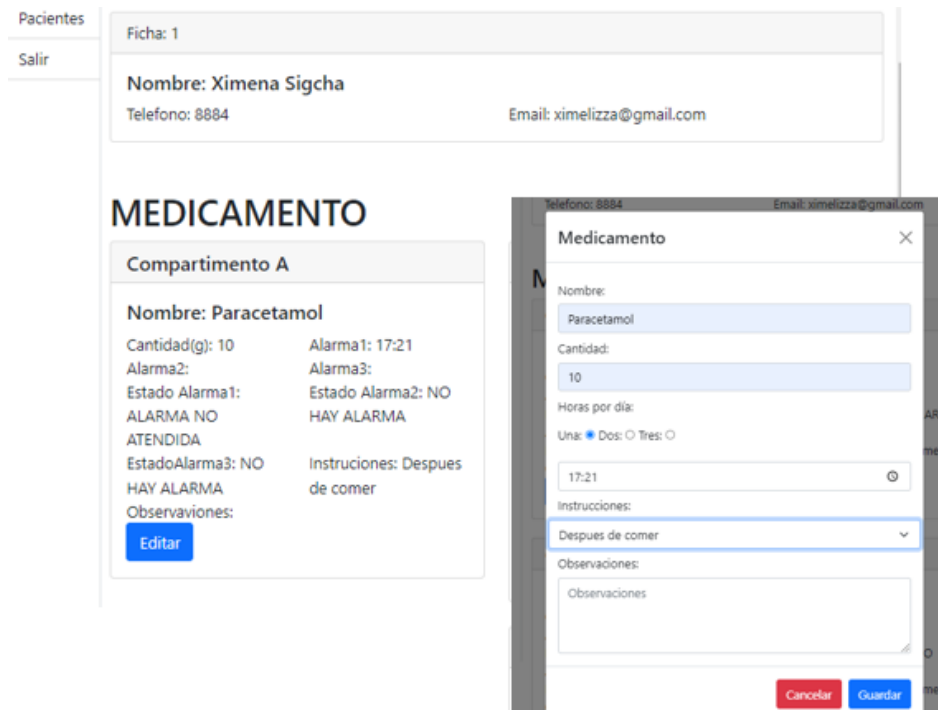 Pacientes
Salir
Ficha: 1
Nombre: Ximena Sigcha
Telefono: 8884
Email: ximelizza@gmail.com
MEDICAMENTO
Compartimento A
Nombre: Paracetamol
Cantidad(g): 10
Alarma1: 17:21
Alarma2:
Alarma3:
Estado Alarma1:
ALARMA NO
ATENDIDA
Estado Alarma2: NO
HAY ALARMA
EstadoAlarma3: NO
HAY ALARMA
Instruciones: Despues
de comer
Observaviones:
Editar
Telefono: 8884
Email: ximelizza@gmail.com
Medicamento
Nombre:
Paracetamol
Cantidad:
10
Horas por día:
Una: Dos: Tres:
17:21
Instrucciones:
Despues de comer
Observaciones:
Observaciones
Cancelar
Guardar